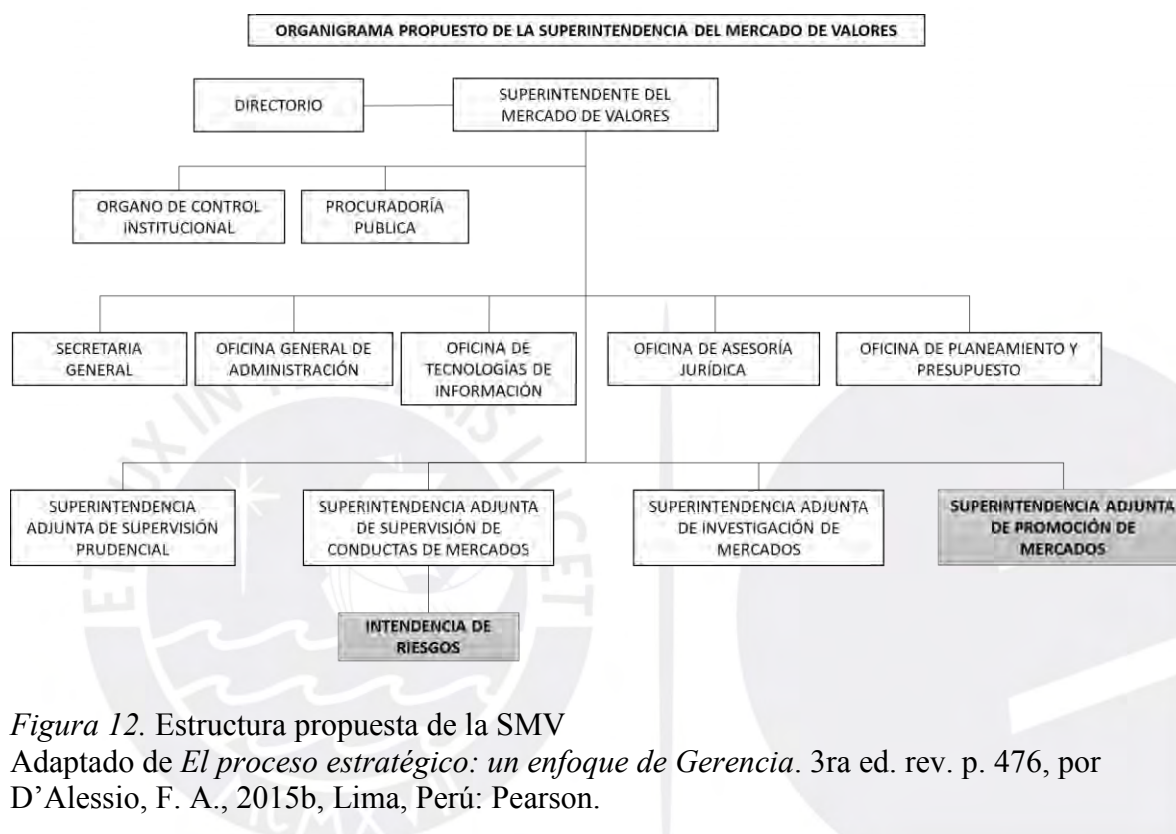 ORGANIGRAMA PROPUESTO DE LA SUPERINTENDENCIA DEL MERCADO DE VALORES
DIRECTORIO
SUPERINTENDENTE DEL
MERCADO DE VALORES
ORGANO DE CONTROL
INSTITUCIONAL
PROCURADORÍA
PUBLICA
SECRETARIA
GENERAL
OFICINA GENERAL DE
ADMINISTRACIÓN
OFICINA DE
TECNOLOGÍAS DE
INFORMACIÓN
OFICINA DE ASESORÍA
JURÍDICA
OFICINA DE PLANEAMIENTO Y
PRESUPUESTO
SUPERINTENDENCIA
ADJUNTA DE SUPERVISIÓN
PRUDENCIAL
SUPERINTENDENCIA ADJUNTA
DE SUPERVISIÓN DE
CONDUCTAS DE MERCADOS
SUPERINTENDENCIA ADJUNTA
DE INVESTIGACIÓN DE
MERCADOS
SUPERINTENDENCIA ADJUNTA
DE PROMOCIÓN DE
MERCADOS
INTENDENCIA DE
RIESGOS
Figura 12. Estructura propuesta de la SMV
Adaptado de El proceso estratégico: un enfoque de Gerencia. 3ra ed. rev. p. 476, por
D’Alessio, F. A., 2015b, Lima, Perú: Pearson.